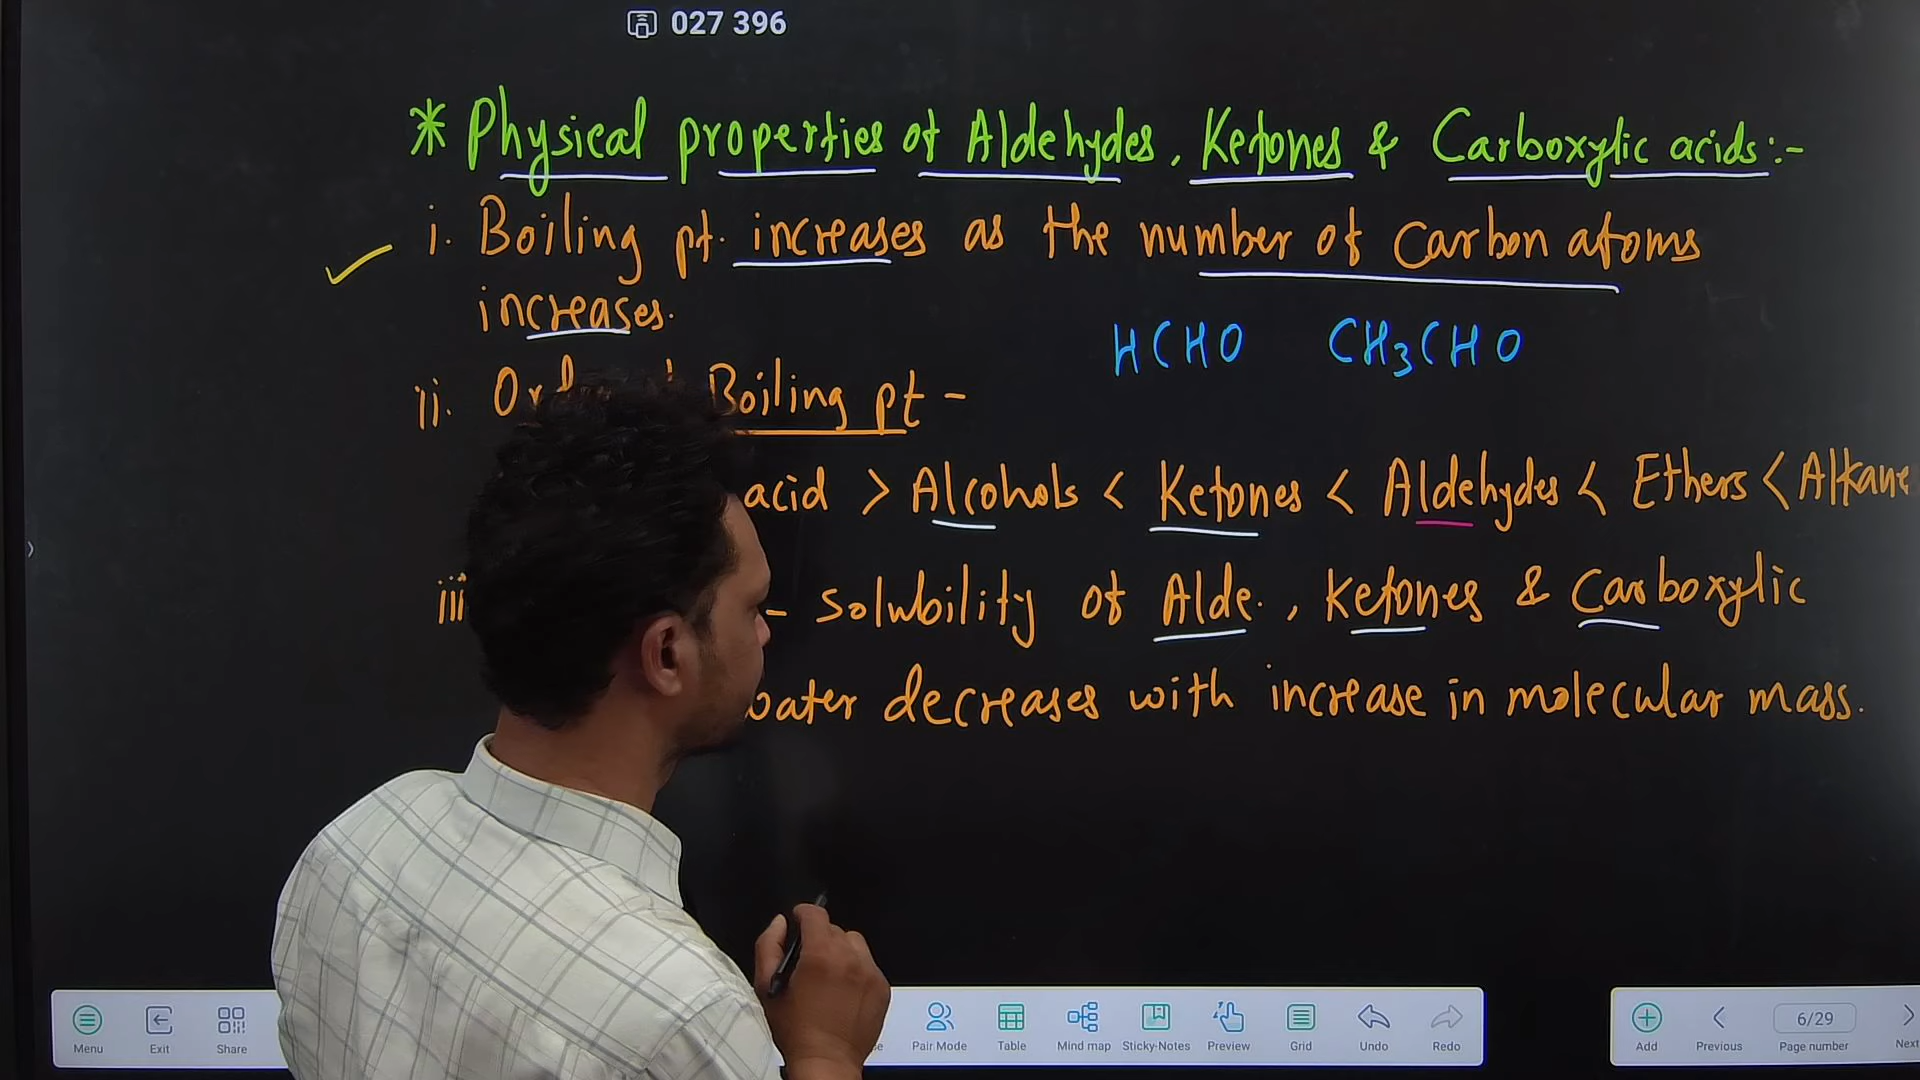 027 396
* Physical properties of Aldehydes, Ketones & Carboxylic acids:-
i. Boiling pt. increases as the number of Carbon atoms
increases.
HCHO CH3CHO
ii. Boiling pt -
acid > Alcohols < Ketones < Aldehydes < Ethers < Alkane
iii - Solubility of Alde., Ketones & Carboxylic
water decreases with increase in molecular mass.
Menu Exit Share Pair Mode Table Mind map Sticky-Notes Preview Grid Undo Redo Add Previous 6/29 Page number Next